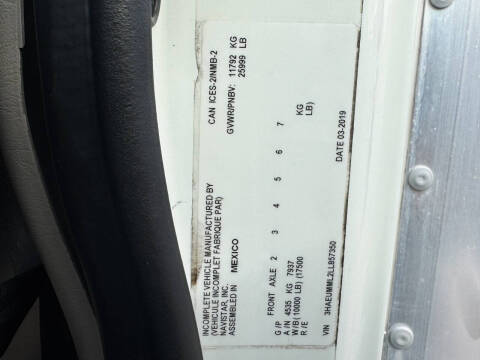 INCOMPLETE VEHICLE MANUFACTURED BY
(VEHICULE INCOMPLET FABRIQUE PAR)
NAVISTAR, INC.
ASSEMBLED IN MEXICO
CAN ICES-2/NMB-2
GVWR/PNBV: 11792 KG
25999 LB
G /P FRONT AXLE 2 3 4 5 6 7
A /N 4535 KG 7937 KG
W/B (10000 LB) (17500 LB)
R /E
VIN 3HAEUMML2LL857350 DATE 03-2019